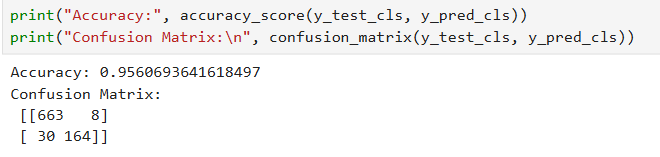 print("Accuracy:", accuracy_score(y_test_cls, y_pred_cls))
print("Confusion Matrix:\n", confusion_matrix(y_test_cls, y_pred_cls))
Accuracy: 0.9560693641618497
Confusion Matrix:
 [[663   8]
 [ 30 164]]